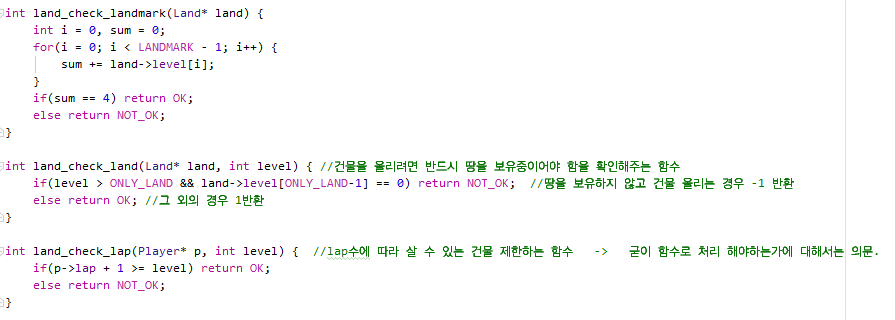 int land_check_landmark(Land* land) {
    int i = 0, sum = 0;
    for(i = 0; i < LANDMARK - 1; i++) {
        sum += land->level[i];
    }
    if(sum == 4) return OK;
    else return NOT_OK;
}
int land_check_land(Land* land, int level) { //건물을 올리려면 반드시 땅을 보유중이어야 함을 확인해주는 함수
    if(level > ONLY_LAND && land->level[ONLY_LAND-1] == 0) return NOT_OK;  //땅을 보유하지 않고 건물 올리는 경우 -1 반환
    else return OK; //그 외의 경우 1반환
}
int land_check_lap(Player* p, int level) {  //lap수에 따라 살 수 있는 건물 제한하는 함수   ->   굳이 함수로 처리 해야하는가에 대해서는 의문.
    if(p->lap + 1 >= level) return OK;
    else return NOT_OK;
}